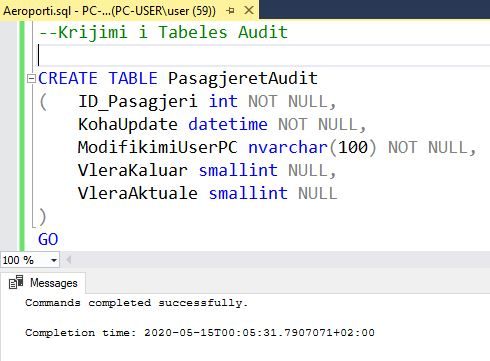 Aeroporti.sql - PC-...(PC-USER\user (59))
--Krijimi i Tabeles Audit
CREATE TABLE PasagjeretAudit
( ID_Pasagjeri int NOT NULL,
KohaUpdate datetime NOT NULL,
ModifikimiUserPC nvarchar(100) NOT NULL,
VleraKaluar smallint NULL,
VleraAktuale smallint NULL
)
GO
100 %
Messages
Commands completed successfully.
Completion time: 2020-05-15T00:05:31.7907071+02:00